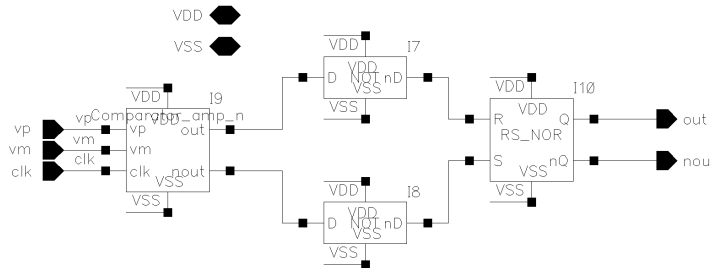 VDD
VSS
I7
VDD
VDD
D NOT nD
VSS
VSS
I9
VDD
VDD
Comparator_amp_n
vp vp vp out
vm vm vm
clk clk clk nout
VSS
VSS
I8
VDD
VDD
D NOT nD
VSS
VSS
I10
VDD
VDD
R Q out
RS_NOR
S nQ nou
VSS
VSS